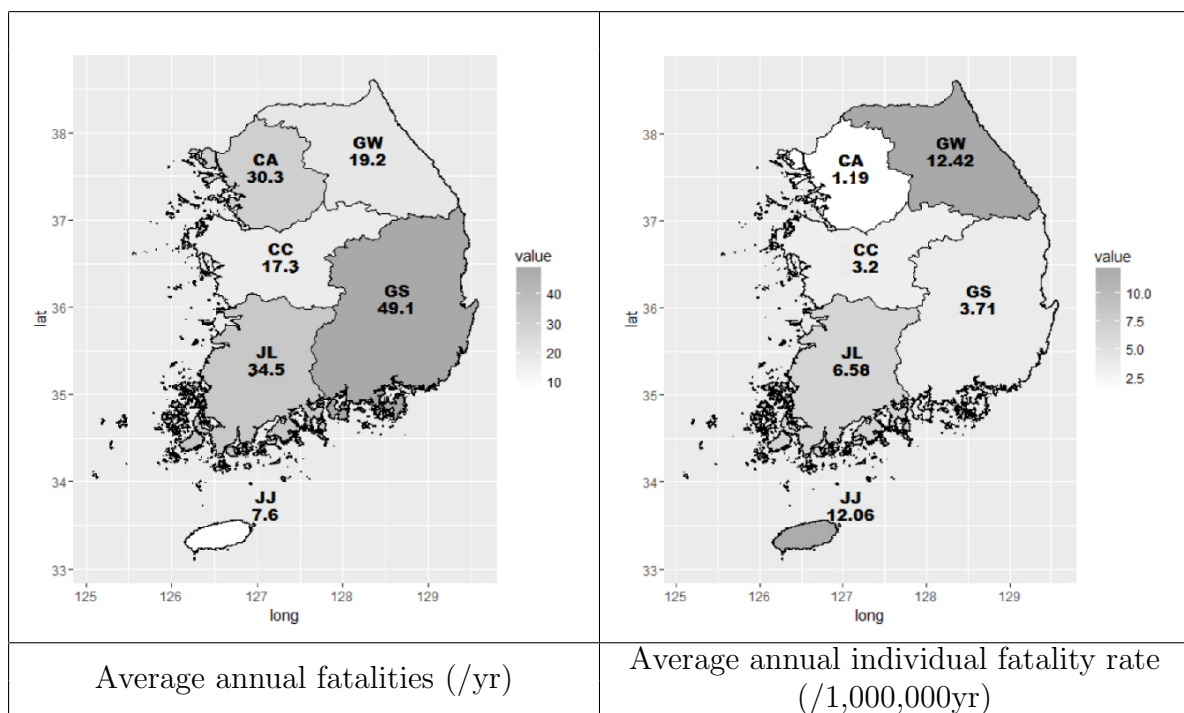 38
37
36
35
34
33
lat
125
126
127
128
129
long
GW
19.2
CA
30.3
CC
17.3
GS
49.1
JL
34.5
JJ
7.6
value
40
30
20
10
38
37
36
35
34
33
lat
125
126
127
128
129
long
GW
12.42
CA
1.19
CC
3.2
GS
3.71
JL
6.58
JJ
12.06
value
10.0
7.5
5.0
2.5
Average annual fatalities (/yr)
Average annual individual fatality rate
(/1,000,000yr)